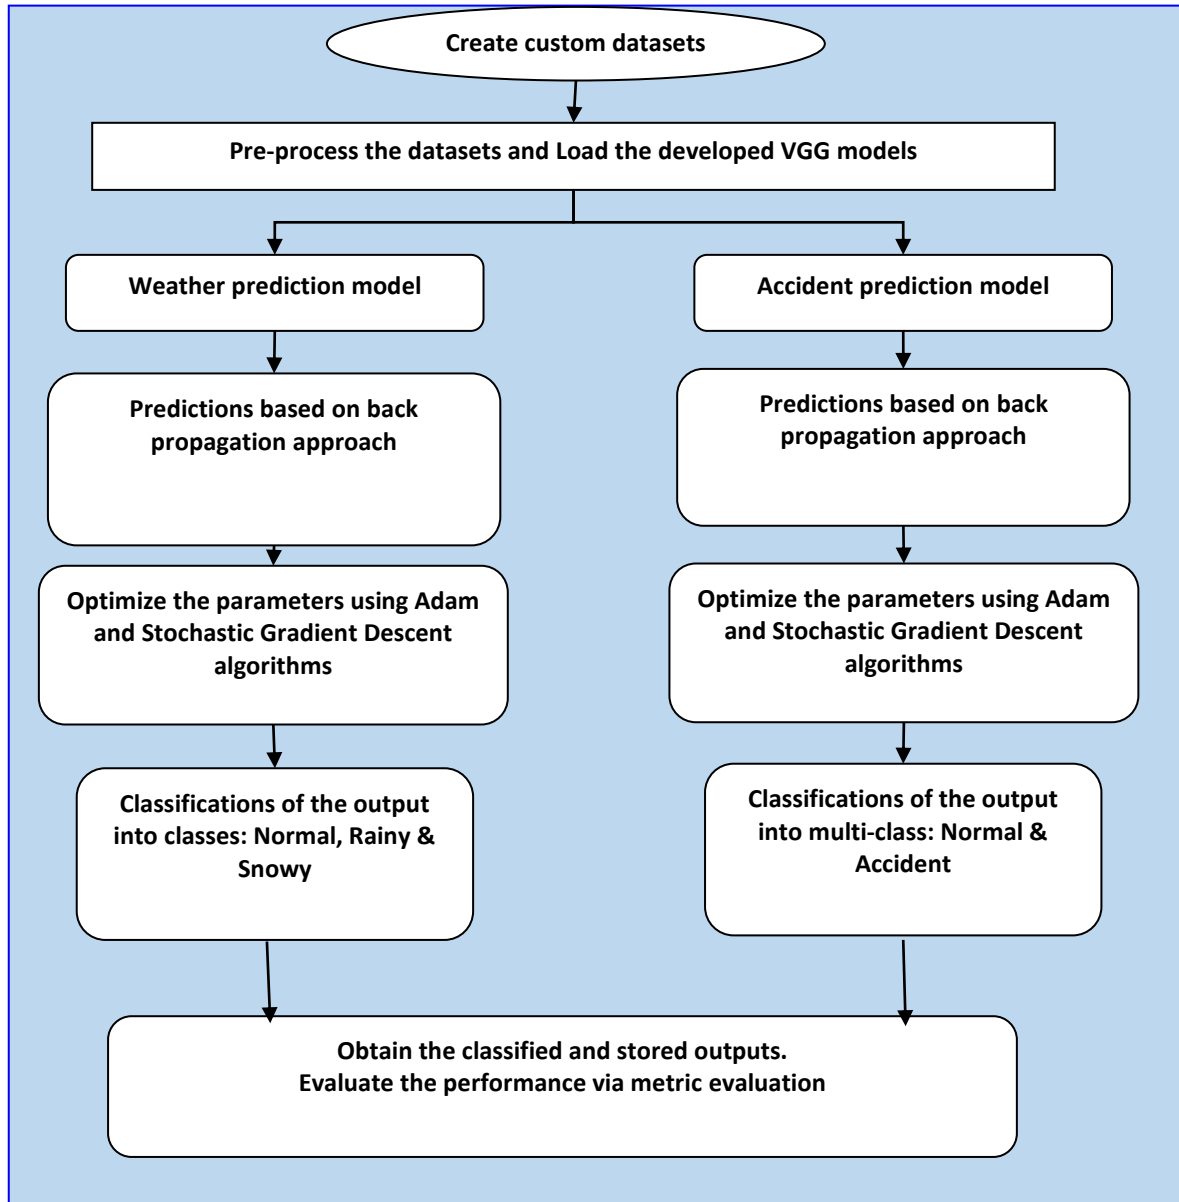 Create custom datasets
Pre-process the datasets and Load the developed VGG models
Weather prediction model
Accident prediction model
Predictions based on back
propagation approach
Predictions based on back
propagation approach
Optimize the parameters using Adam
and Stochastic Gradient Descent
algorithms
Optimize the parameters using Adam
and Stochastic Gradient Descent
algorithms
Classifications of the output
into classes: Normal, Rainy &
Snowy
Classifications of the output
into multi-class: Normal &
Accident
Obtain the classified and stored outputs.
Evaluate the performance via metric evaluation